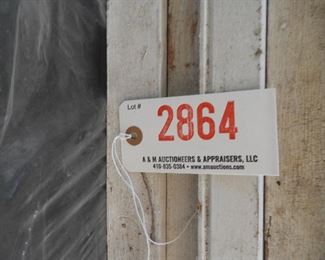 Lot #
2864
A & M AUCTIONEERS & APPRAISERS, LLC
410-835-0384 • www.amauctions.com